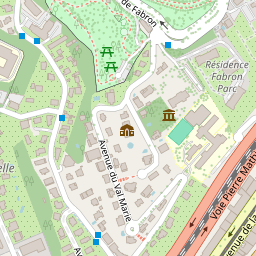 de Fabron
Résidence
Fabron
Parc
elle
Avenue du Val Marie
Voie Pierre Math
Avenue de la